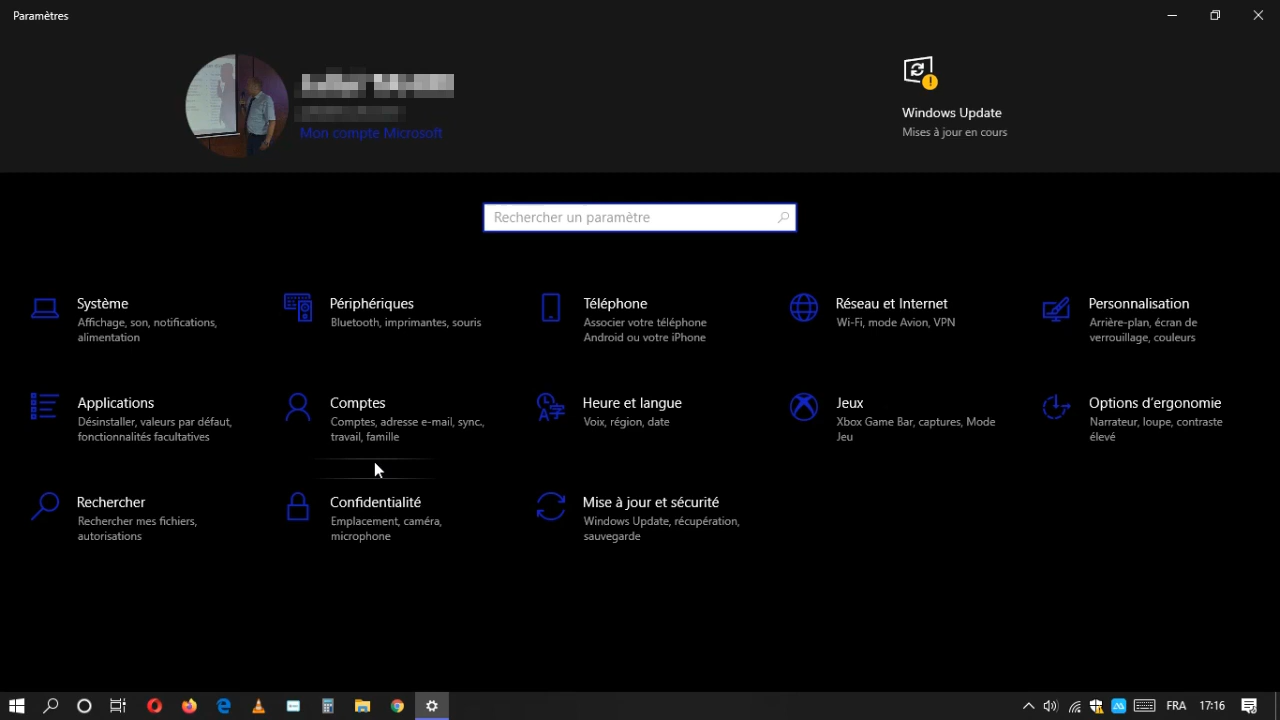 Paramètres
Mon compte Microsoft
Windows Update
Mises à jour en cours
Rechercher un paramètre
Système
Affichage, son, notifications,
alimentation
Périphériques
Bluetooth, imprimantes, souris
Téléphone
Associer votre téléphone
Android ou votre iPhone
Réseau et Internet
Wi-Fi, mode Avion, VPN
Personnalisation
Arrière-plan, écran de
verrouillage, couleurs
Applications
Désinstaller, valeurs par défaut,
fonctionnalités facultatives
Comptes
Comptes, adresse e-mail, sync.,
travail, famille
Heure et langue
Voix, région, date
Jeux
Xbox Game Bar, captures, Mode
Jeu
Options d'ergonomie
Narrateur, loupe, contraste
élevé
Rechercher
Rechercher mes fichiers,
autorisations
Confidentialité
Emplacement, caméra,
microphone
Mise à jour et sécurité
Windows Update, récupération,
sauvegarde
FRA
17:16